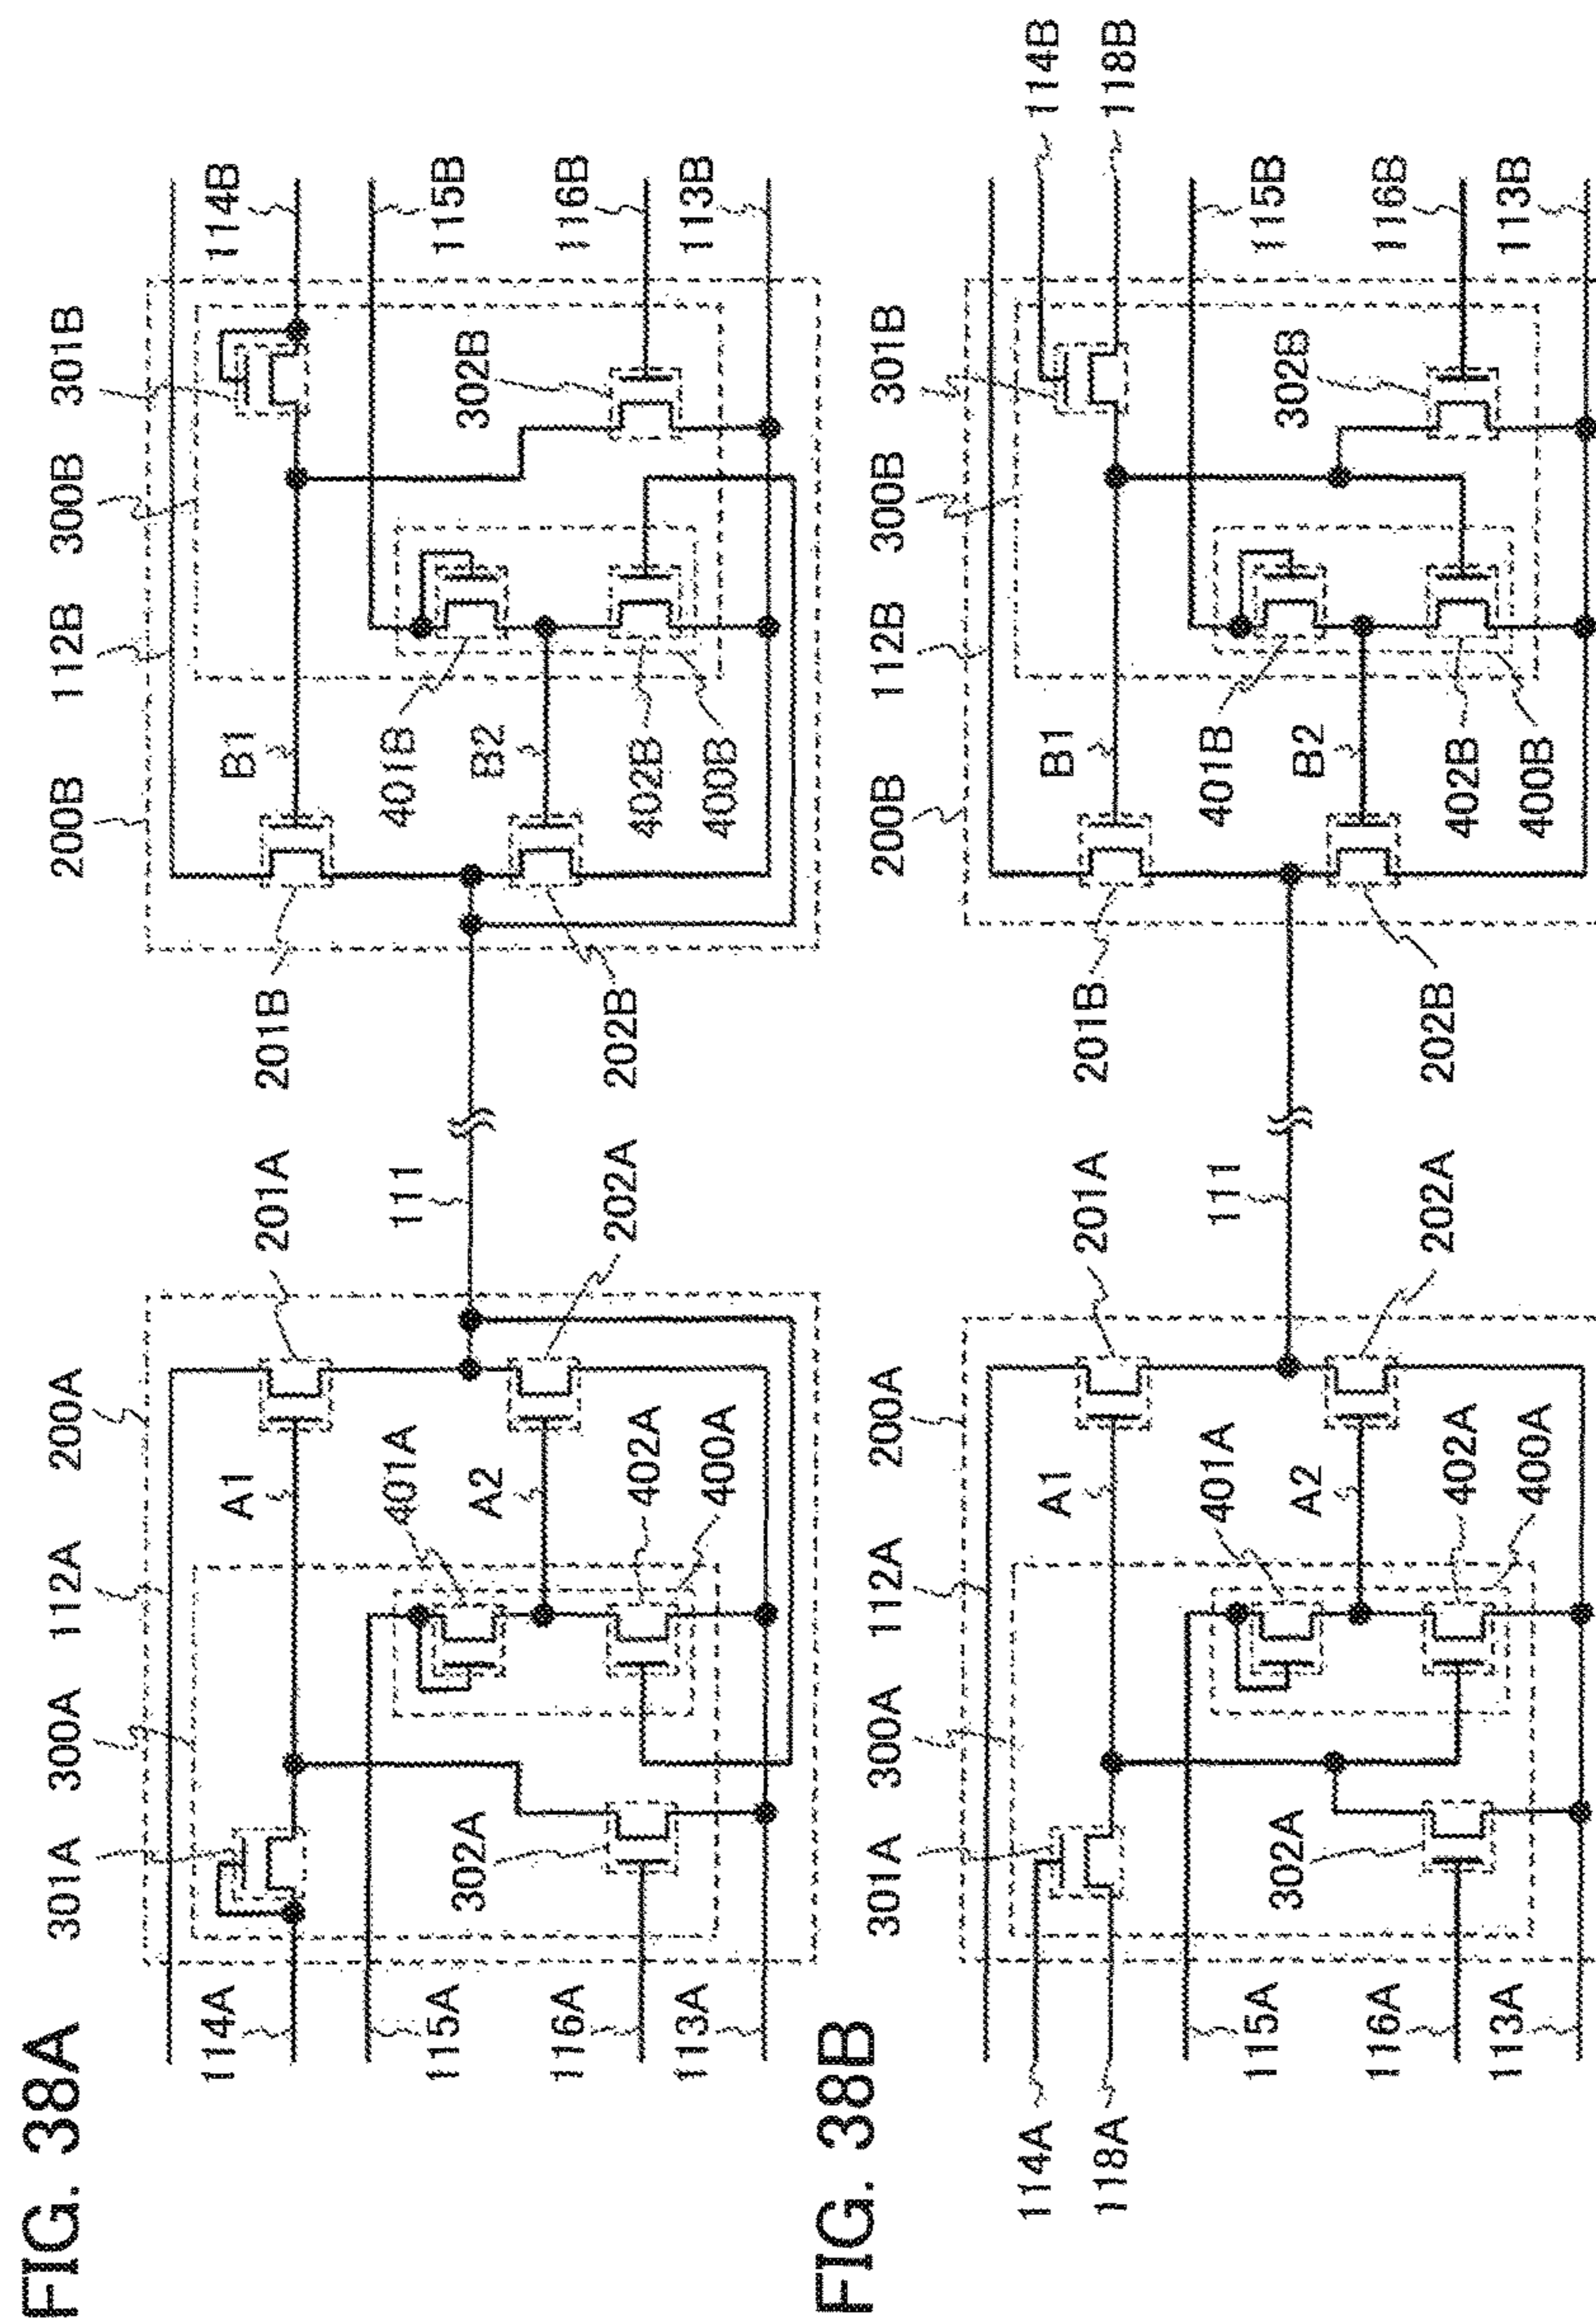 FIG. 38A
301A 300A 112A 200A
200B 112B 300B 301B
114A
A1
201A
201B
B1
114B
115A
302A
401A
A2
111
401B
B2
302B
115B
116A
402A
202A
202B
402B
116B
113A
400A
400B
113B
FIG. 38B
301A 300A 112A 200A
200B 112B 300B 301B
114A
118A
A1
201A
201B
B1
114B
118B
115A
302A
401A
A2
111
401B
B2
302B
115B
116A
402A
202A
202B
402B
116B
113A
400A
400B
113B